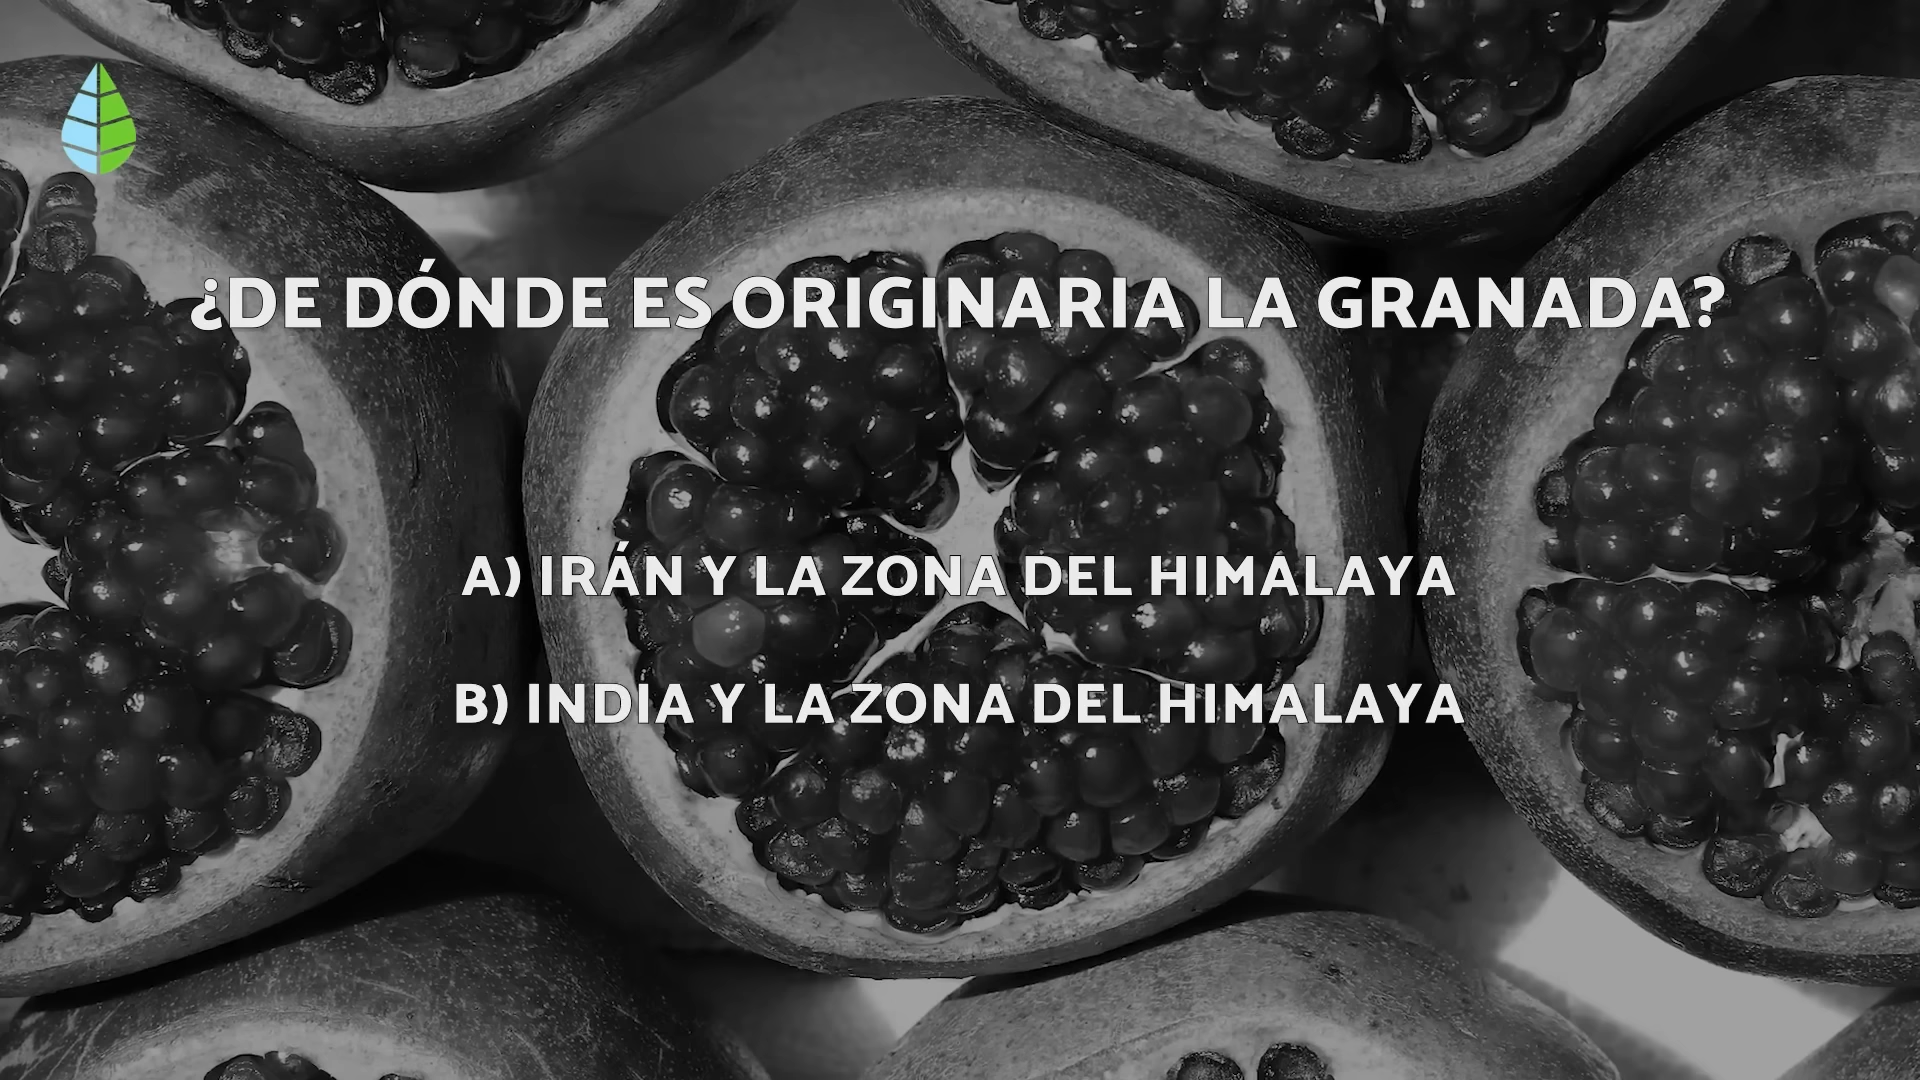 ¿DE DÓNDE ES ORIGINARIA LA GRANADA?
A) IRÁN Y LA ZONA DEL HIMALAYA
B) INDIA Y LA ZONA DEL HIMALAYA